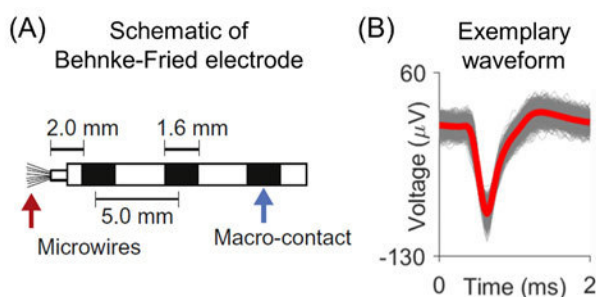 (A) Schematic of
Behnke-Fried electrode
2.0 mm
1.6 mm
5.0 mm
Microwires
Macro-contact
(B) Exemplary
waveform
60
Voltage (μV)
-130
0 Time (ms) 2